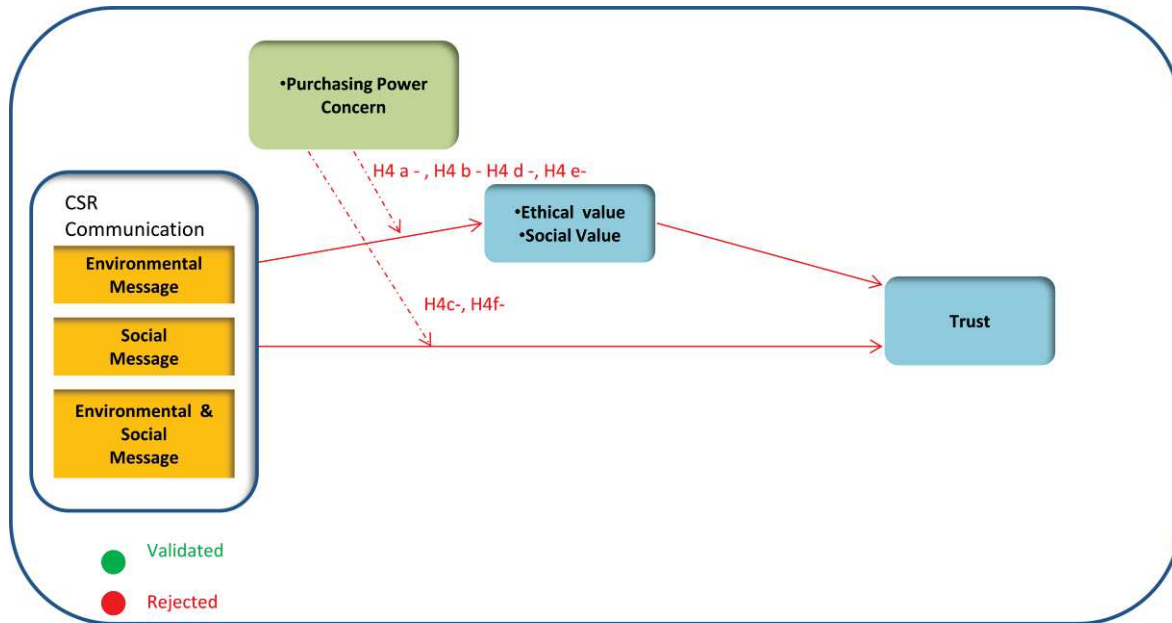 •Purchasing Power
Concern
H4 a - , H4 b - H4 d -, H4 e-
CSR
Communication
Environmental
Message
Social
Message
Environmental &
Social
Message
•Ethical value
•Social Value
H4c-, H4f-
Trust
Validated
Rejected